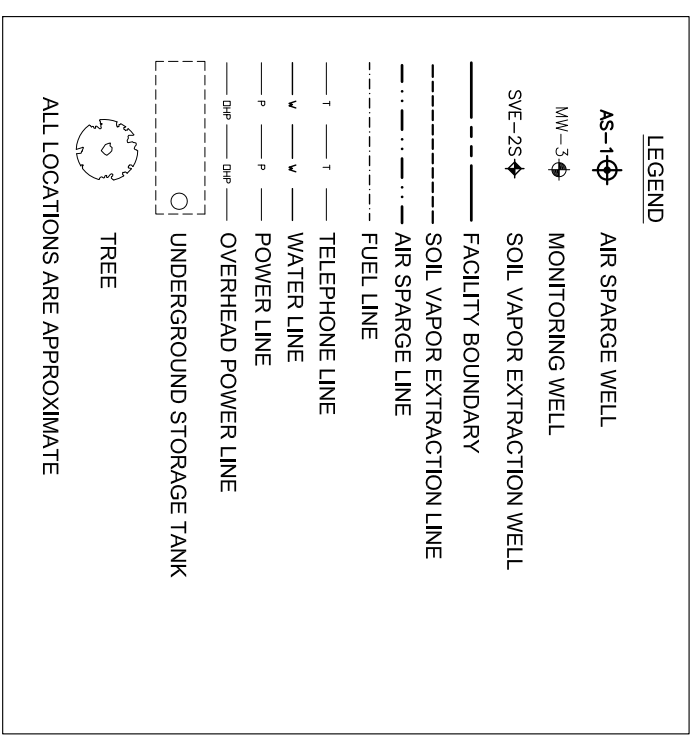 LEGEND
AS-1 AIR SPARGE WELL
MW-3 MONITORING WELL
SVE-2S SOIL VAPOR EXTRACTION WELL
FACILITY BOUNDARY
SOIL VAPOR EXTRACTION LINE
AIR SPARGE LINE
FUEL LINE
T T TELEPHONE LINE
W W WATER LINE
P P POWER LINE
OHP OHP OVERHEAD POWER LINE
UNDERGROUND STORAGE TANK
TREE
ALL LOCATIONS ARE APPROXIMATE